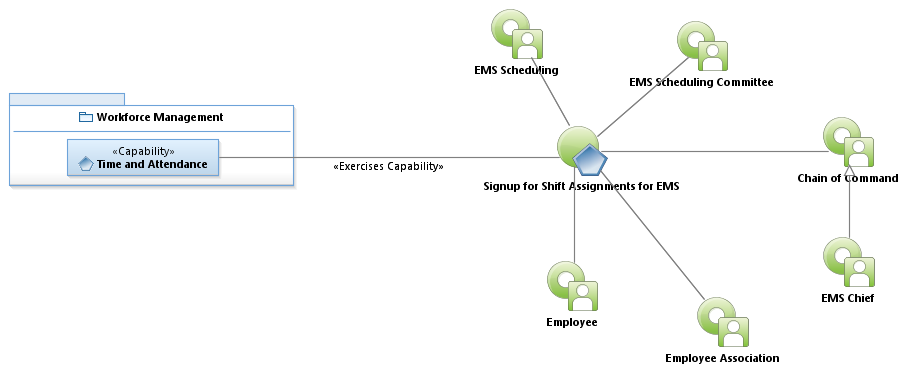 EMS Scheduling
EMS Scheduling Committee
Workforce Management
«Capability»
Time and Attendance
«Exercises Capability»
Signup for Shift Assignments for EMS
Chain of Command
EMS Chief
Employee
Employee Association